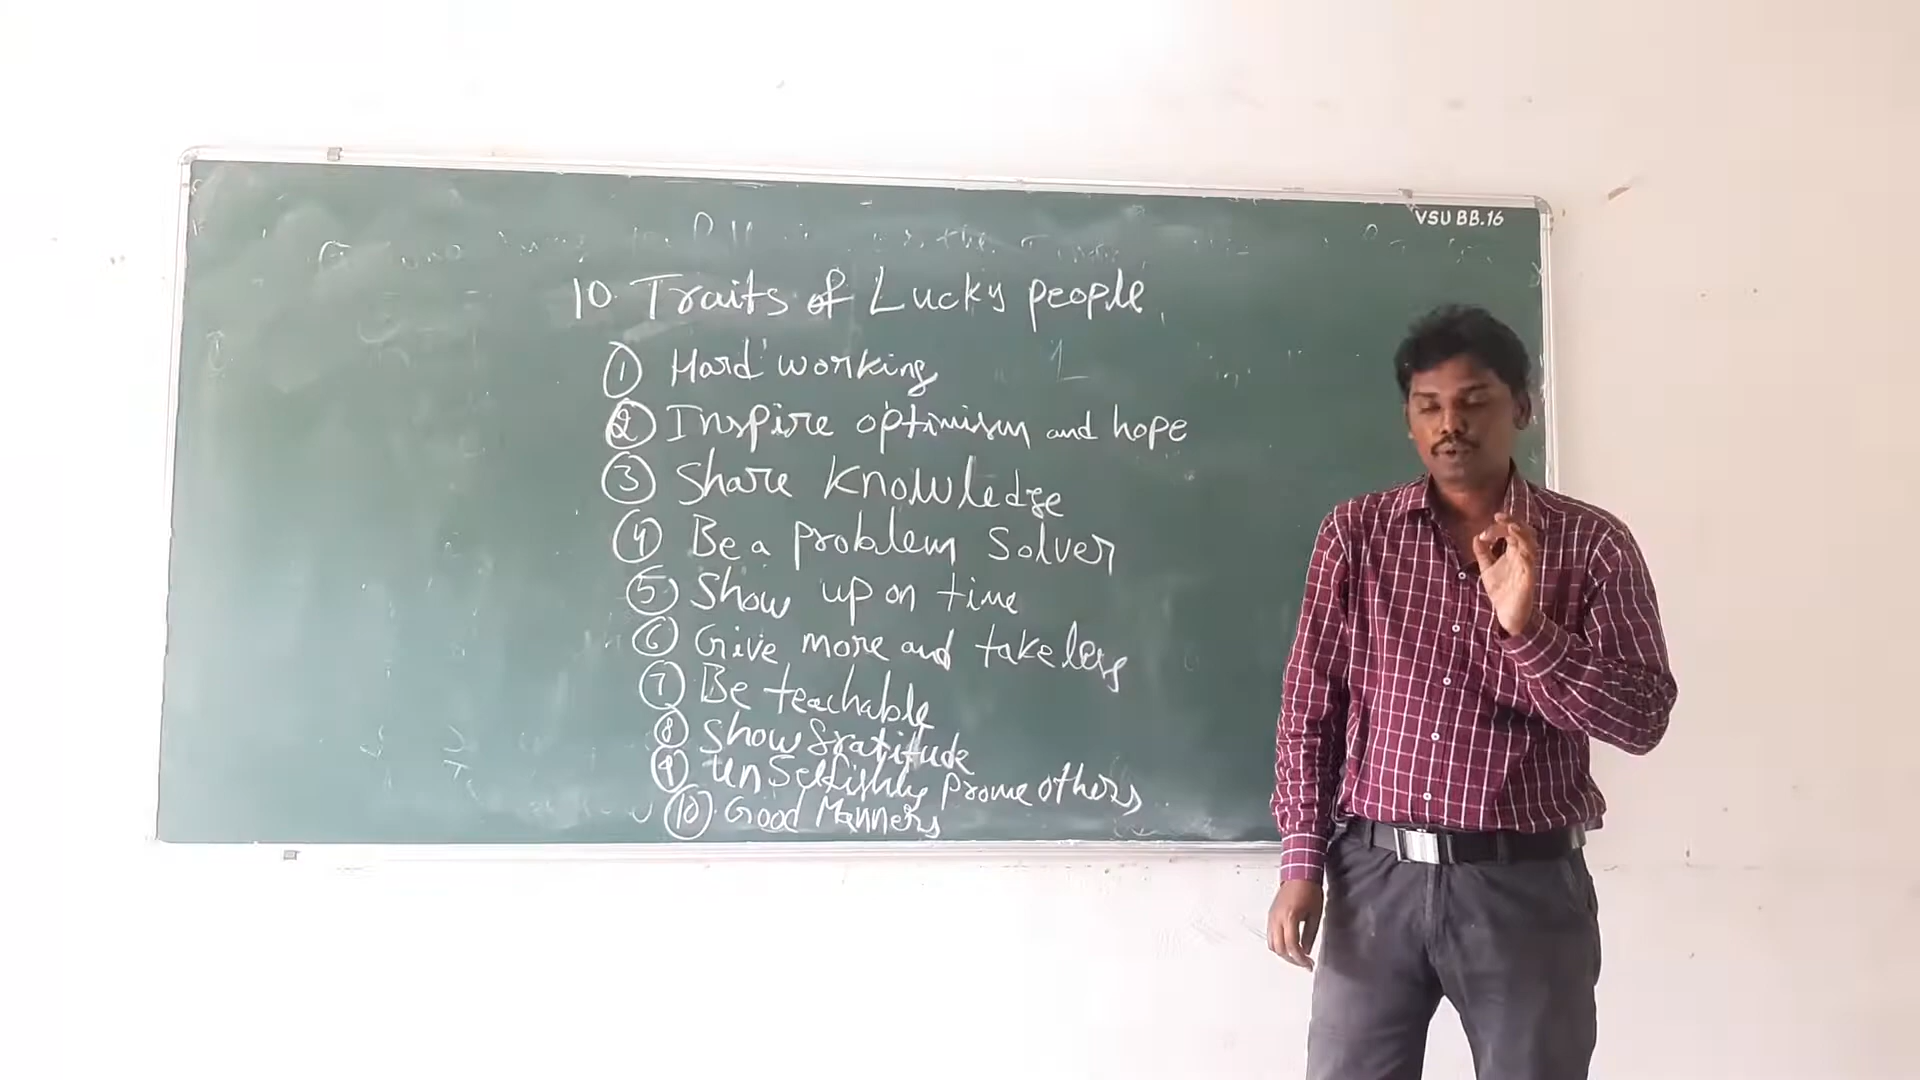 VSU BB.16
10 Traits of Lucky people
① Hard working
② Inspire optimism and hope
③ Share Knowledge
④ Be a problem Solver
⑤ Show up on time
⑥ Give more and take less
⑦ Be teachable
⑧ Show Gratitude
⑨ unselfishly Prome others
⑩ Good Manners